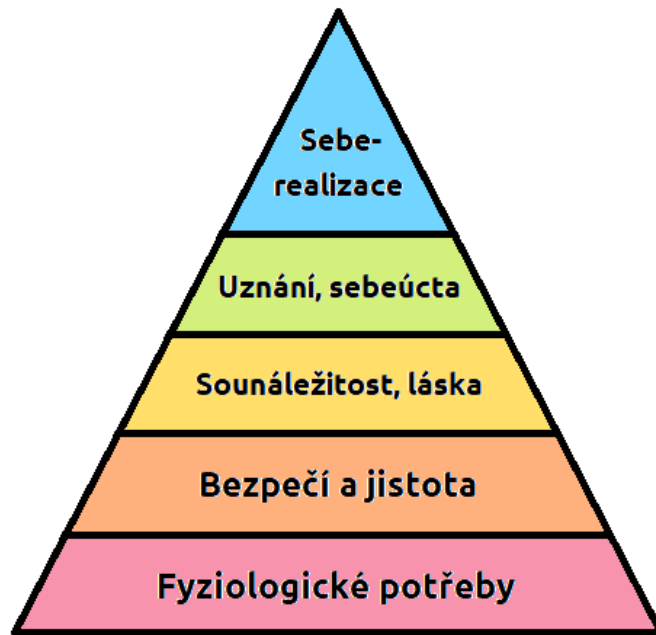 Sebe-
realizace
Uznání, sebeúcta
Sounáležitost, láska
Bezpečí a jistota
Fyziologické potřeby